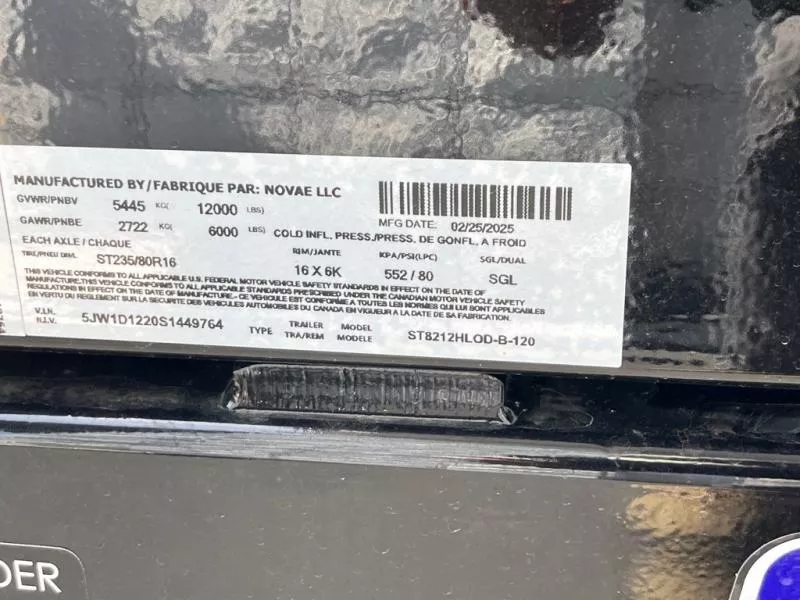 MANUFACTURED BY/FABRIQUE PAR: NOVAE LLC
GVWR/PNBV 5445 KG( 12000 LBS)
MFG DATE: 02/25/2025
GAWR/PNBE 2722 KG( 6000 LBS) COLD INFL. PRESS./PRESS. DE GONFL. A FROID
EACH AXLE / CHAQUE
TIRE/PNEU DIM. ST235/80R16 RIM/JANTE 16 X 6K KPA/PSI(LPC) 552 / 80 SGL/DUAL SGL
THIS VEHICLE CONFORMS TO ALL APPLICABLE U.S. FEDERAL MOTOR VEHICLE SAFETY STANDARDS IN EFFECT ON THE DATE OF
MANUFACTURE./THIS VEHICLE CONFORMS TO ALL APPLICABLE STANDARDS PRESCRIBED UNDER THE CANADIAN MOTOR VEHICLE SAFETY
REGULATIONS IN EFFECT ON THE DATE OF MANUFACTURE./CE VEHICULE EST CONFORME A TOUTES LES NORMES QUI LUI SONT APPLICABLES
EN VERTU DU REGLEMENT SUR LA SECURITE DES VEHICULES AUTOMOBILES DU CANADA EN VIGUEUR A LA DATE DE SA FABRICATION.
V.I.N. N.I.V. 5JW1D1220S1449764 TYPE TRAILER TRA/REM MODEL MODELE ST8212HLOD-B-120
DER